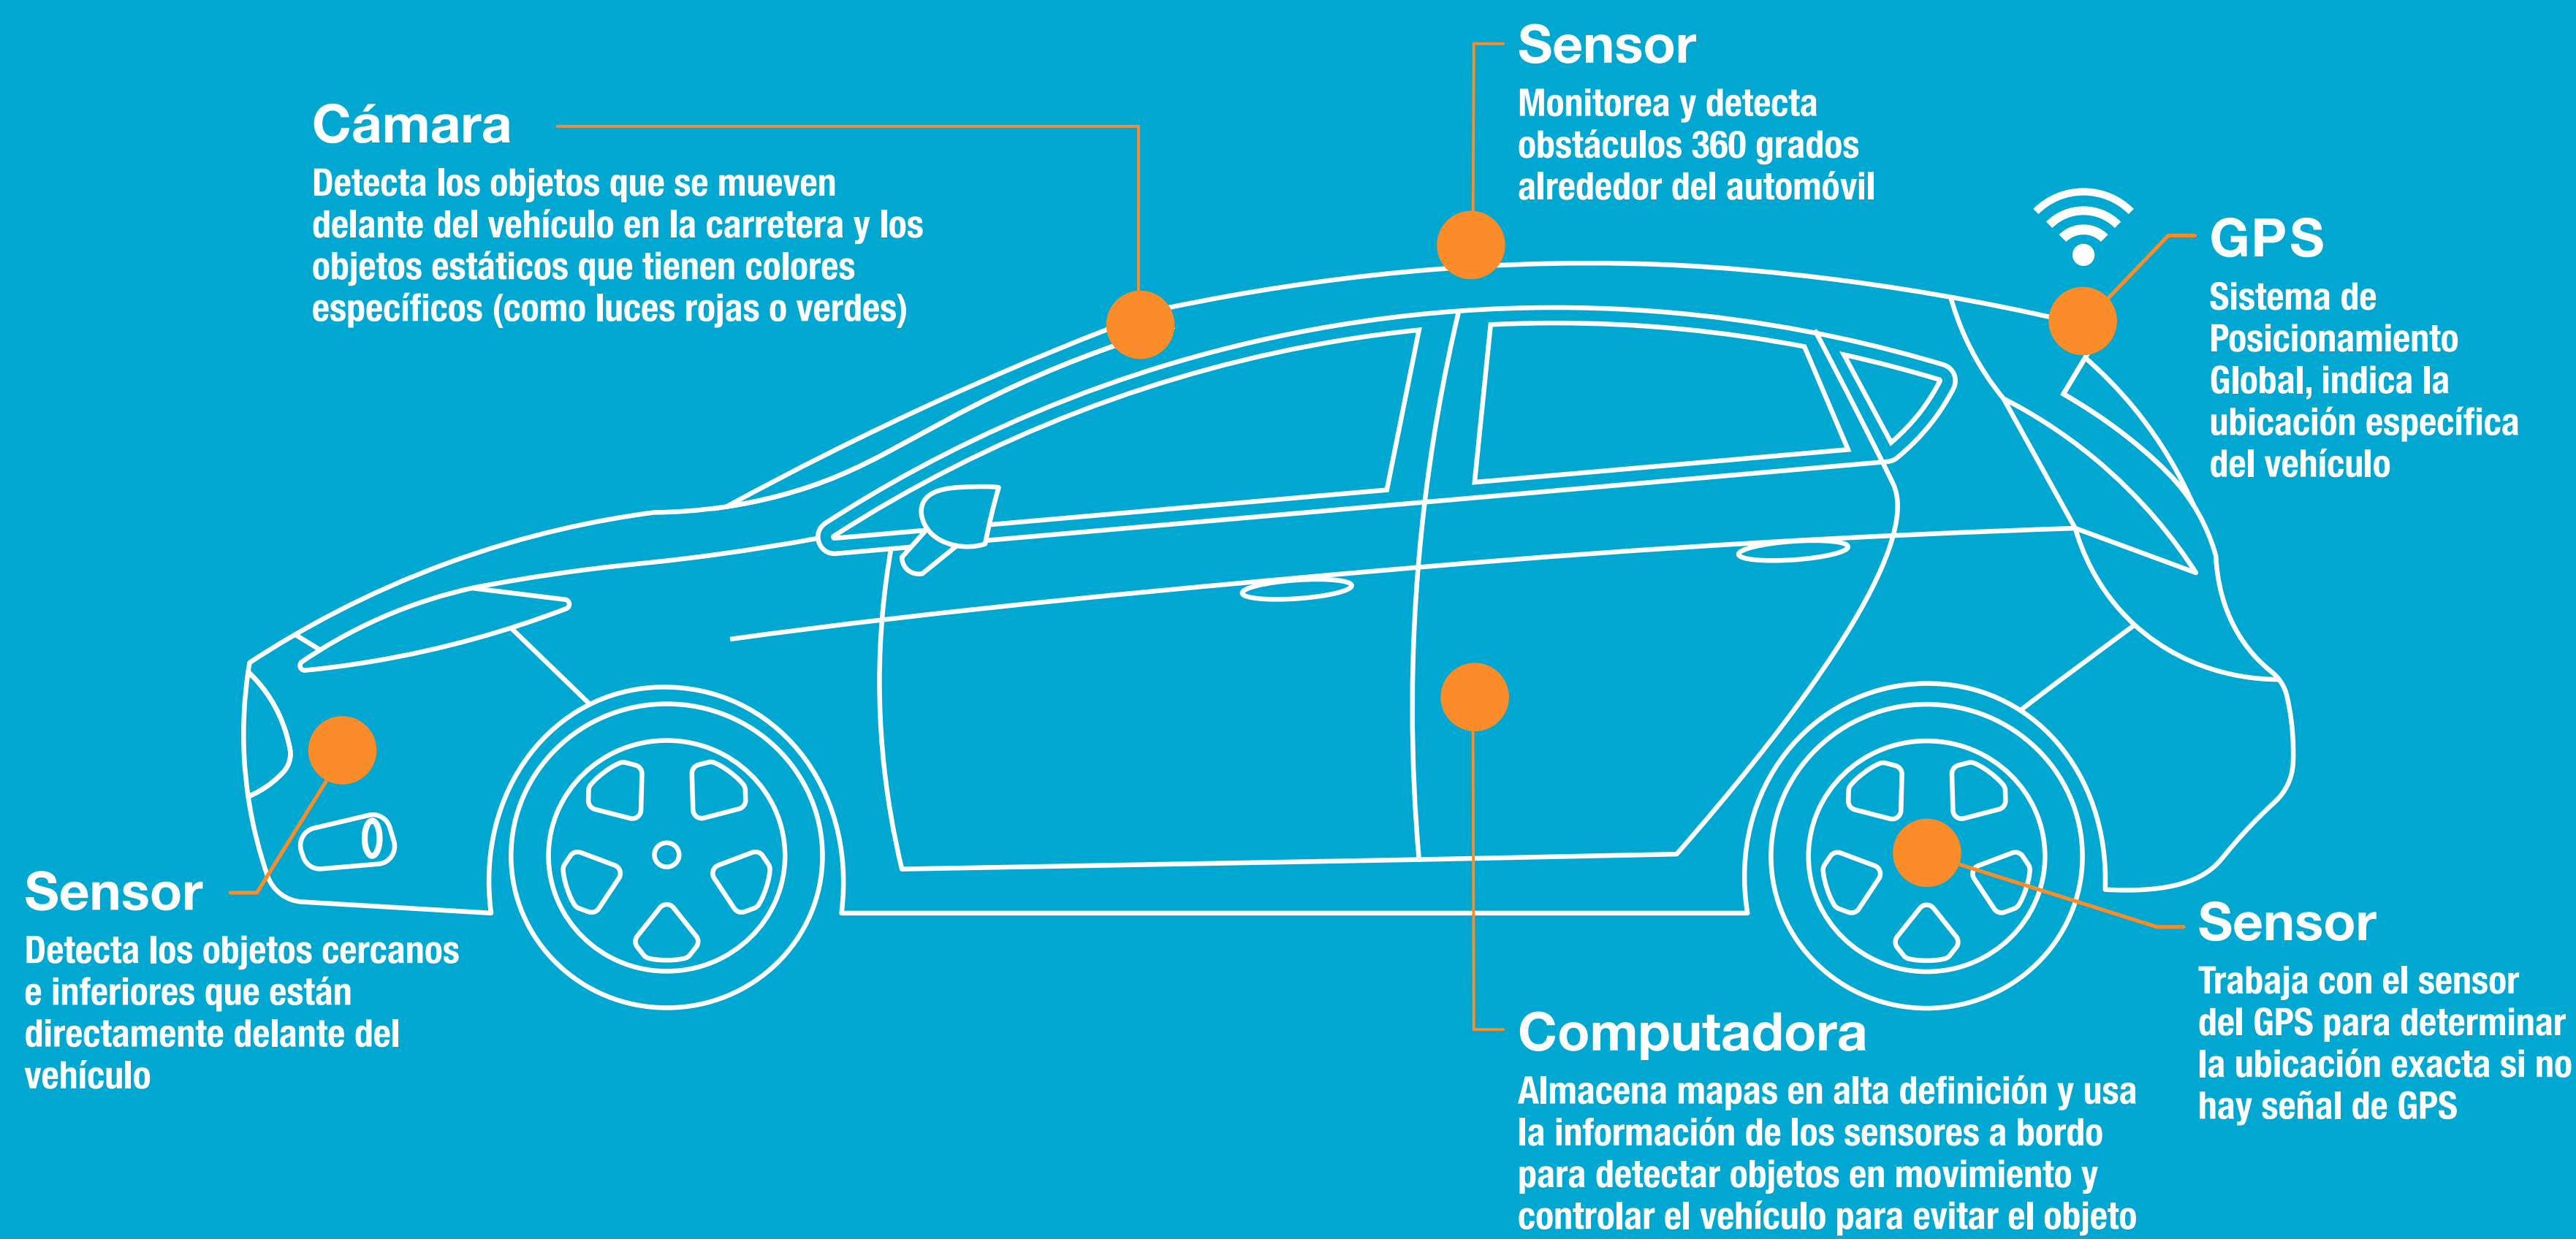 Cámara
Detecta los objetos que se mueven
delante del vehículo en la carretera y los
objetos estáticos que tienen colores
específicos (como luces rojas o verdes)
Sensor
Monitorea y detecta
obstáculos 360 grados
alrededor del automóvil
GPS
Sistema de
Posicionamiento
Global, indica la
ubicación específica
del vehículo
Sensor
Detecta los objetos cercanos
e inferiores que están
directamente delante del
vehículo
Computadora
Almacena mapas en alta definición y usa
la información de los sensores a bordo
para detectar objetos en movimiento y
controlar el vehículo para evitar el objeto
Sensor
Trabaja con el sensor
del GPS para determinar
la ubicación exacta si no
hay señal de GPS